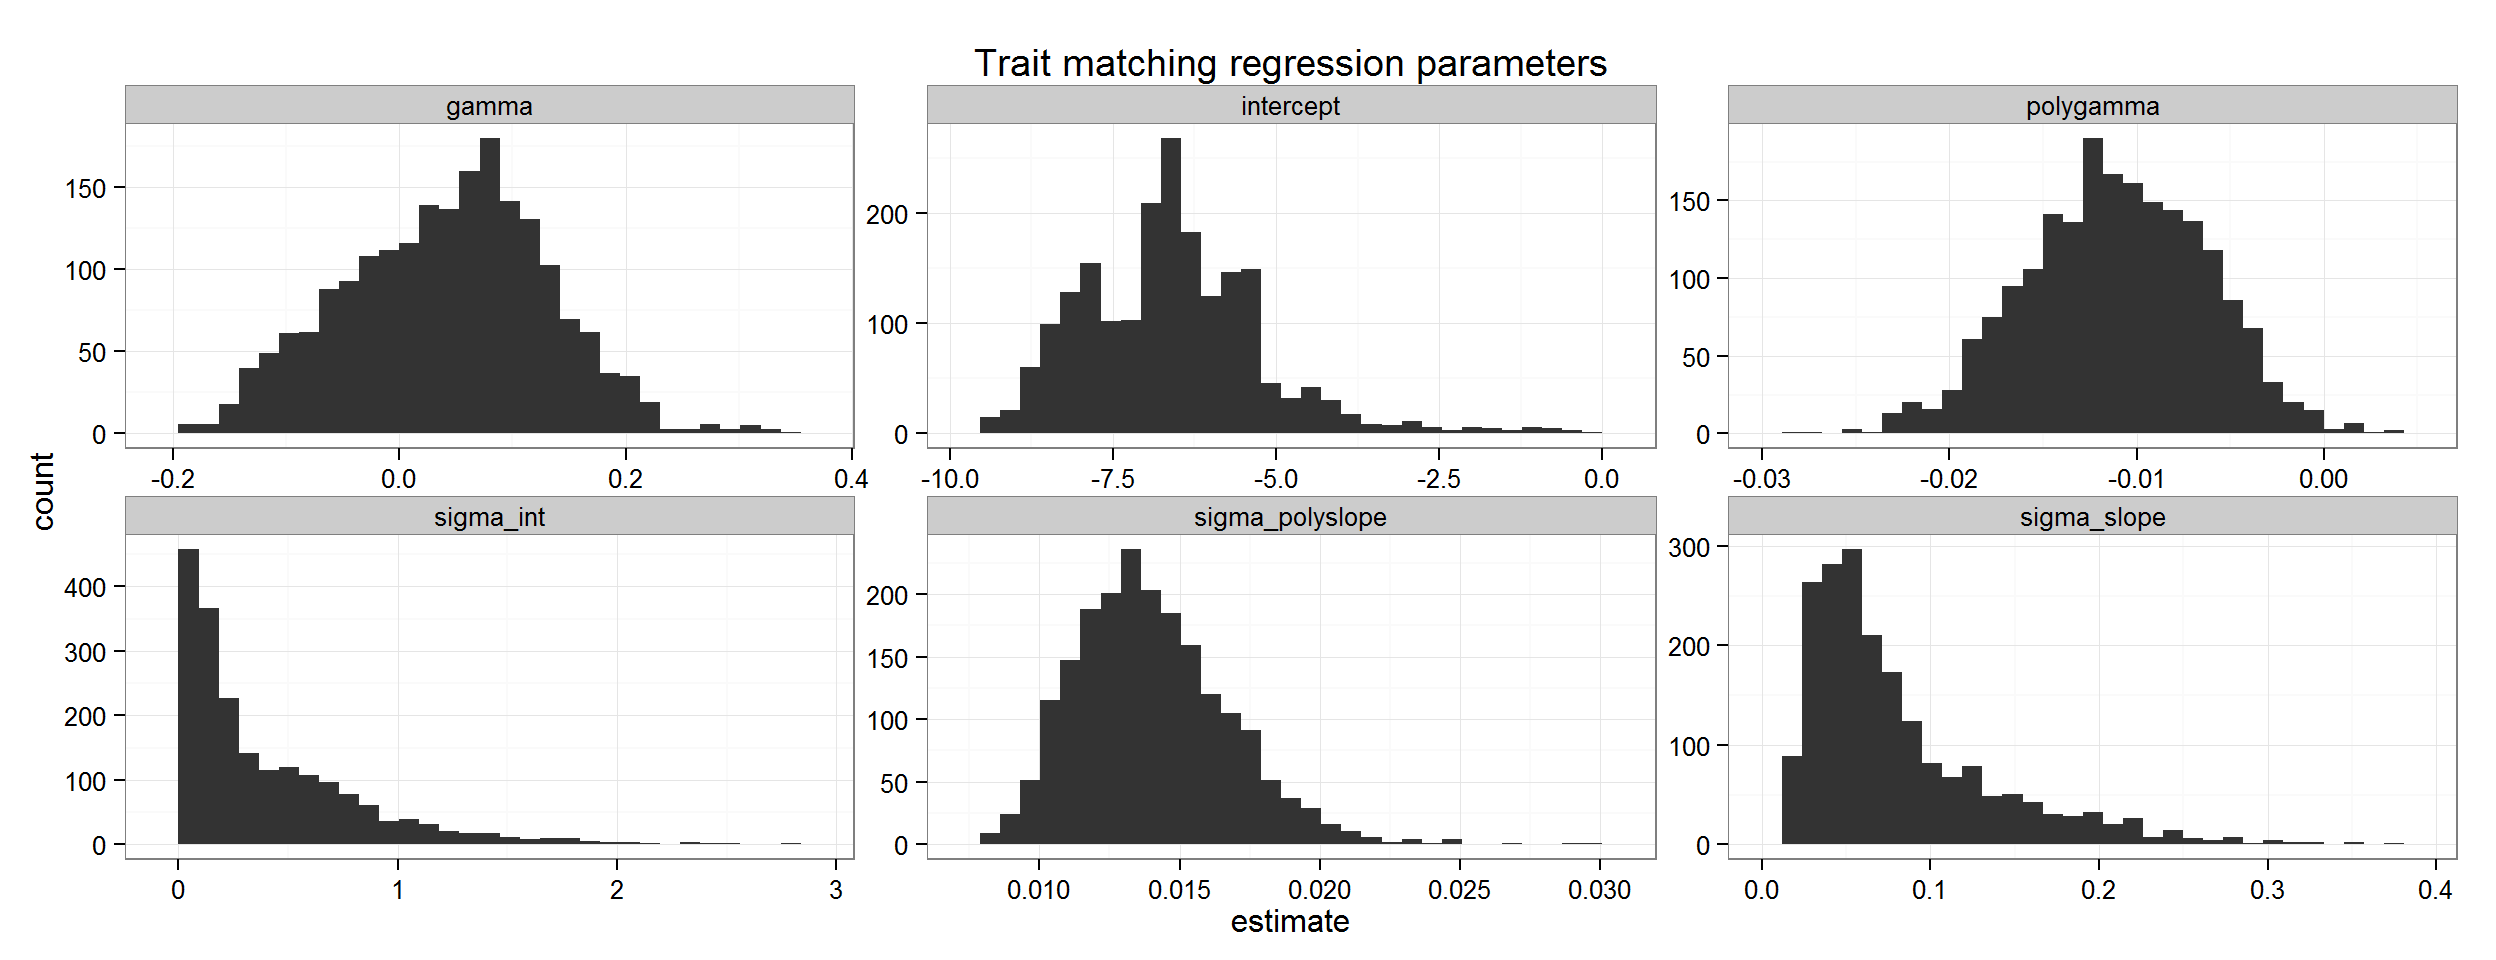 Trait matching regression parameters
gamma
intercept
polygamma
150
100
50
0
200
100
0
150
100
50
0
-0.2 0.0 0.2 0.4
-10.0 -7.5 -5.0 -2.5 0.0
-0.03 -0.02 -0.01 0.00
count
sigma_int
sigma_polyslope
sigma_slope
400
300
200
100
0
200
150
100
50
0
300
200
100
0
0 1 2 3
0.010 0.015 0.020 0.025 0.030
0.0 0.1 0.2 0.3 0.4
estimate